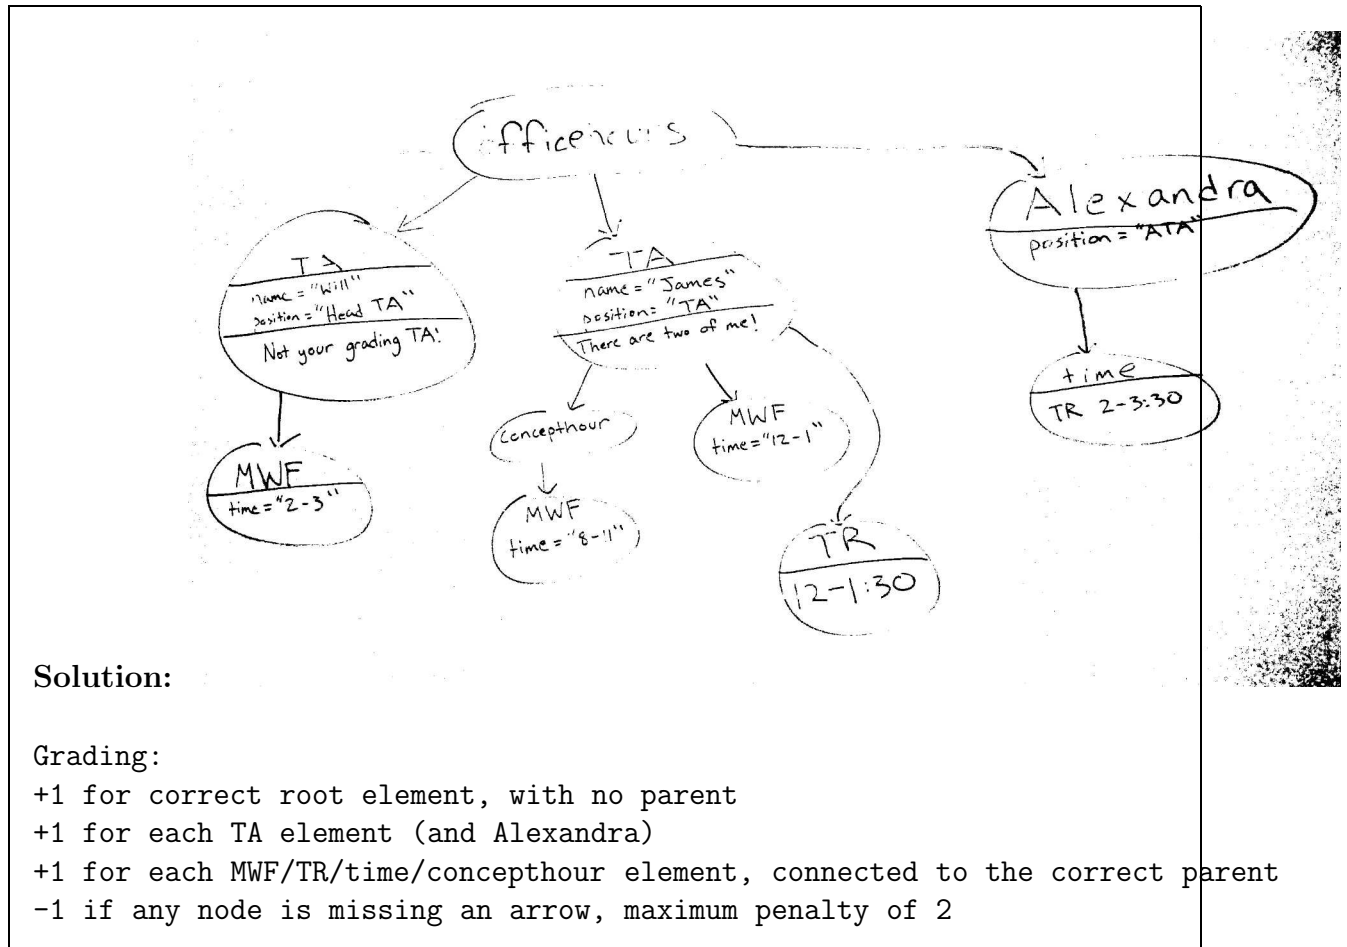 officehours
Alexandra
position = "ATA"
TA
name = "Will"
position = "Head TA"
Not your grading TA!
TA
name = "James"
position = "TA"
There are two of me!
time
TR 2-3:30
concepthour
MWF
time="12-1"
MWF
time="2-3"
MWF
time="8-11"
TR
12-1:30
Solution:
Grading:
+1 for correct root element, with no parent
+1 for each TA element (and Alexandra)
+1 for each MWF/TR/time/concepthour element, connected to the correct parent
-1 if any node is missing an arrow, maximum penalty of 2